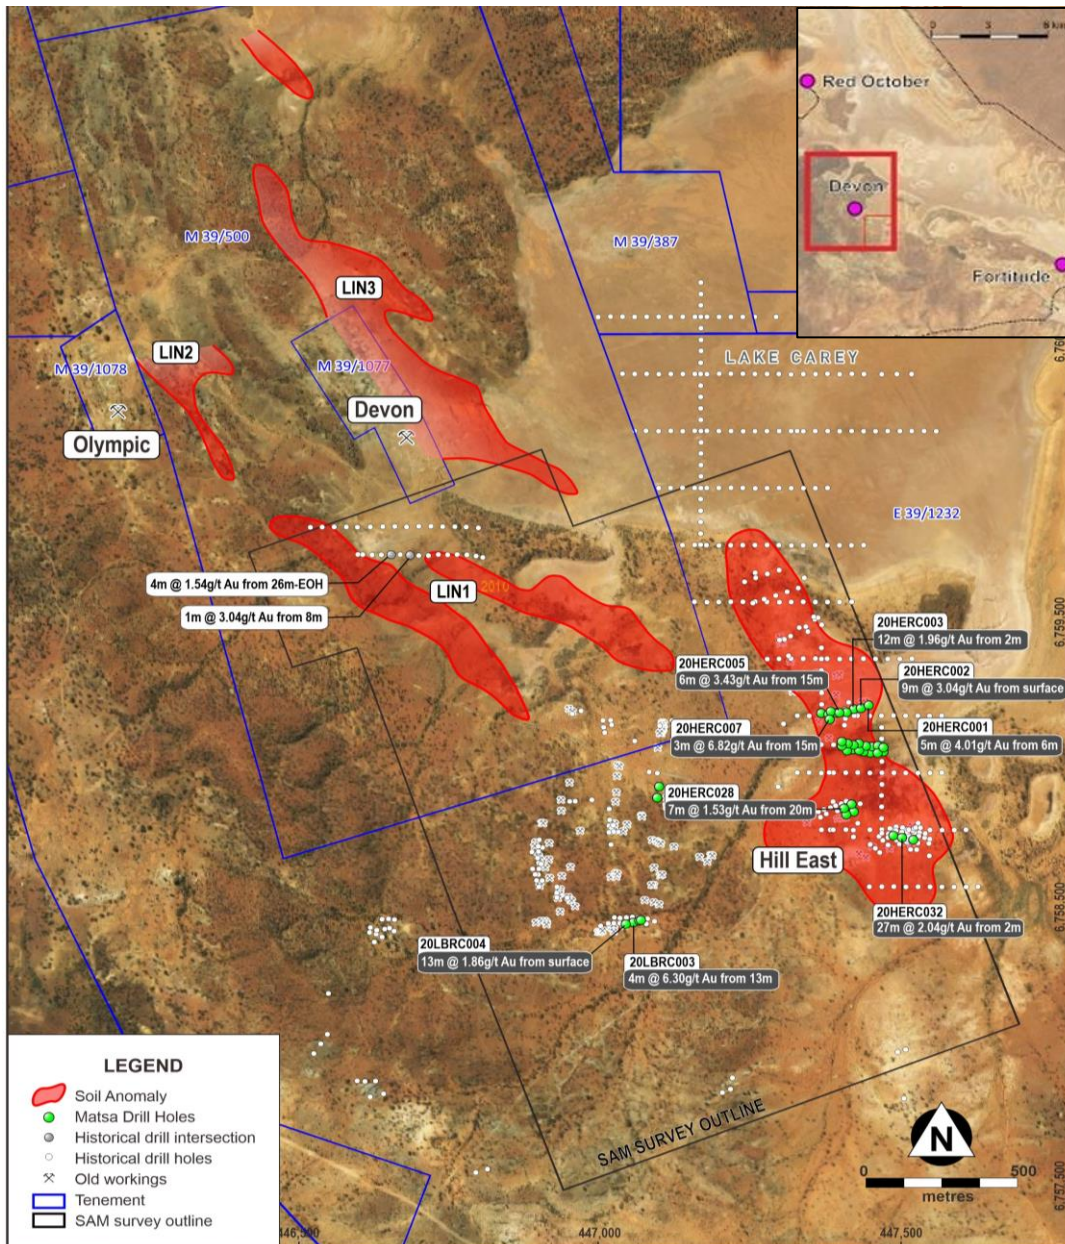 0
8 km
Red October
Devon
Fortitude
M 39/500
M 39/387
LIN3
LIN2
M 39/1077
M 39/1078
LAKE CAREY
Devon
Olympic
E 39/1232
4m @ 1.54g/t Au from 26m-EOH
LIN1
2010
1m @ 3.04g/t Au from 8m
6,759,500
20HERC003
12m @ 1.96g/t Au from 2m
20HERC005
6m @ 3.43g/t Au from 15m
20HERC002
9m @ 3.04g/t Au from surface
20HERC007
3m @ 6.82g/t Au from 15m
20HERC001
5m @ 4.01g/t Au from 6m
20HERC028
7m @ 1.53g/t Au from 20m
Hill East
6,758,500
20HERC032
27m @ 2.04g/t Au from 2m
20LBRC004
13m @ 1.86g/t Au from surface
20LBRC003
4m @ 6.30g/t Au from 13m
LEGEND
Soil Anomaly
Matsa Drill Holes
Historical drill intersection
Historical drill holes
Old workings
Tenement
SAM survey outline
SAM SURVEY OUTLINE
N
0 500
metres
6,757,500
446,500
447,000
447,500